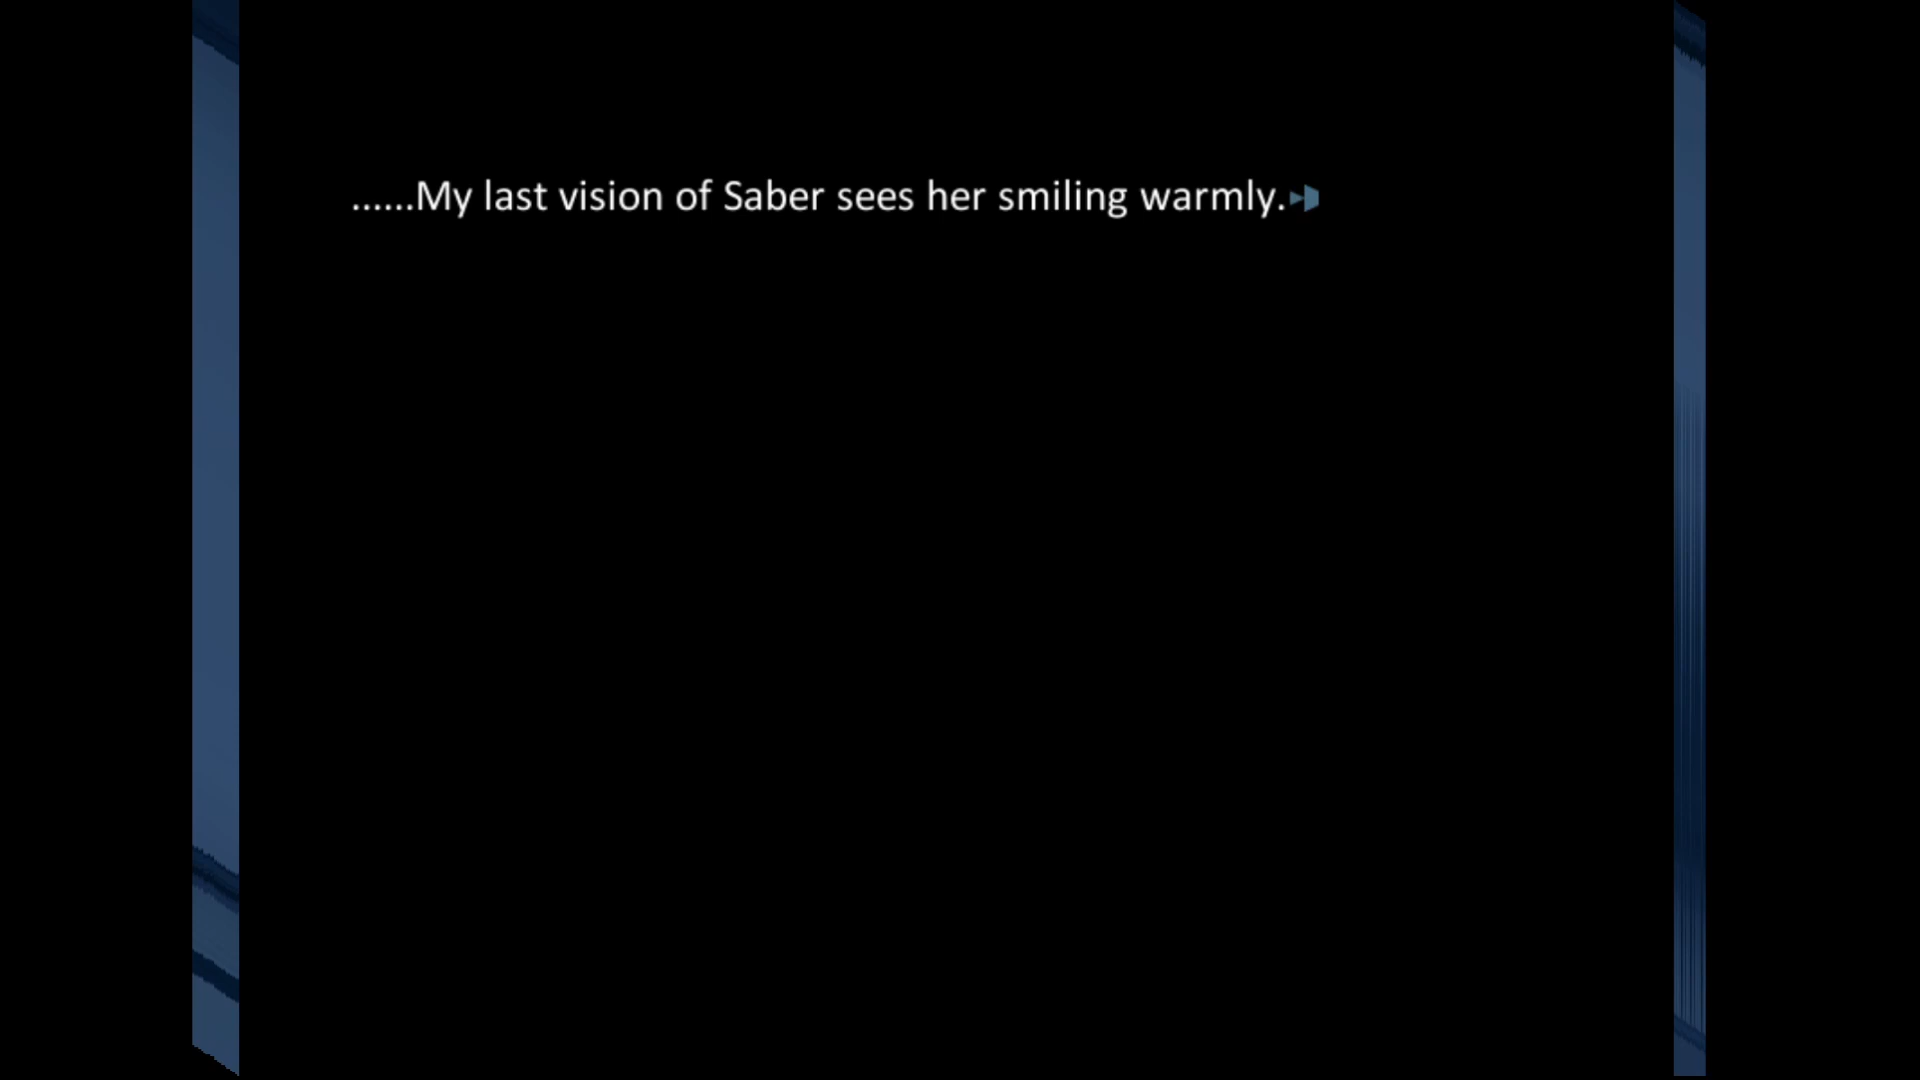 ......My last vision of Saber sees her smiling warmly.